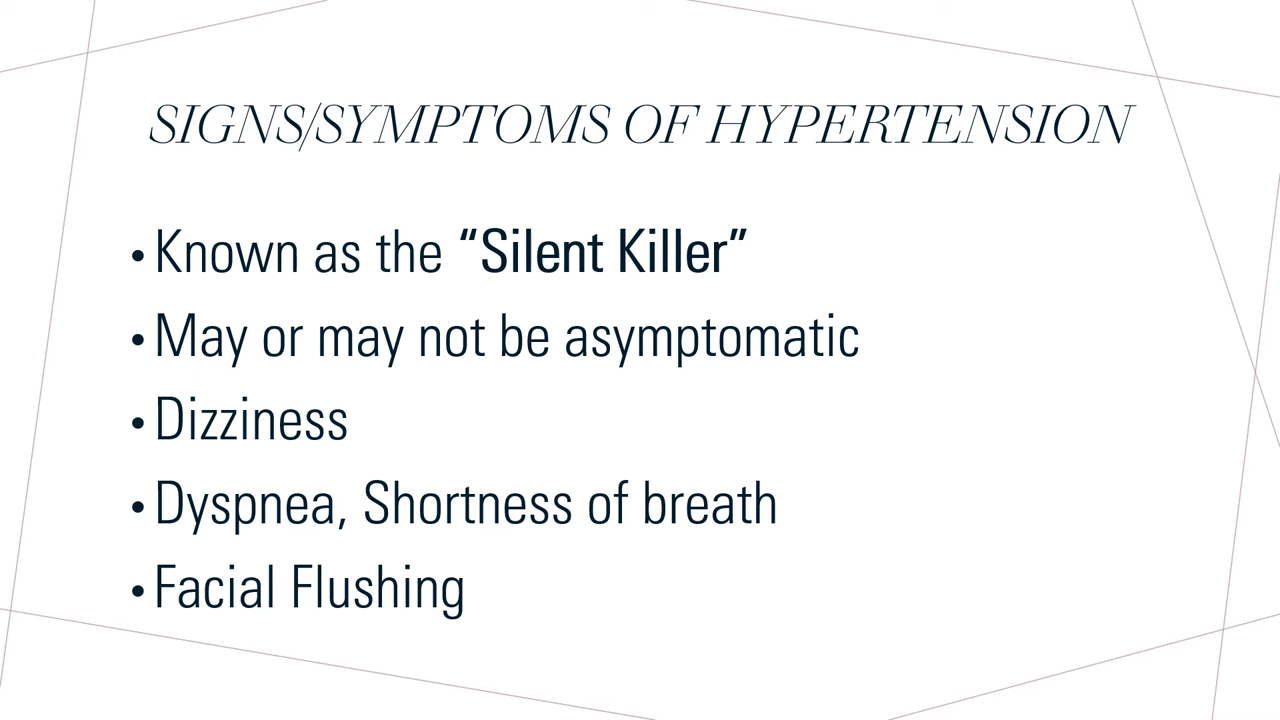 SIGNS/SYMPTOMS OF HYPERTENSION
• Known as the “Silent Killer”
• May or may not be asymptomatic
• Dizziness
• Dyspnea, Shortness of breath
• Facial Flushing